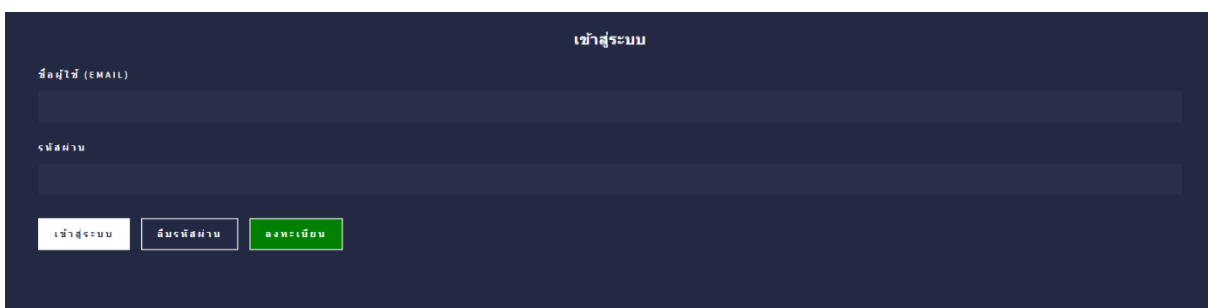 เข้าสู่ระบบ
ชื่อผู้ใช้ (EMAIL)
รหัสผ่าน
เข้าสู่ระบบ ลืมรหัสผ่าน ลงทะเบียน